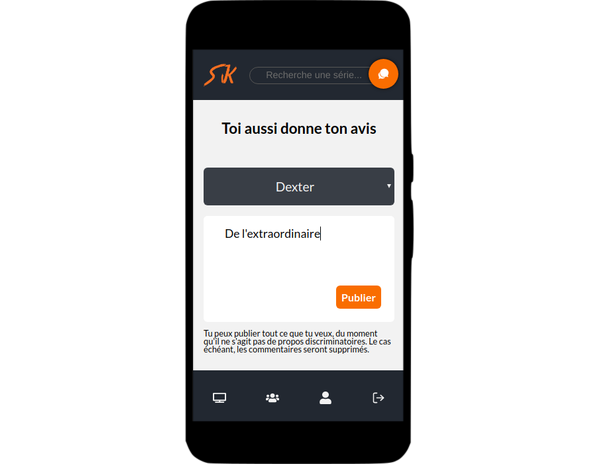 SK
Recherche une série...
Toi aussi donne ton avis
Dexter
De l'extraordinaire
Publier
Tu peux publier tout ce que tu veux, du moment
qu'il ne s'agit pas de propos discriminatoires. Le cas
échéant, les commentaires seront supprimés.